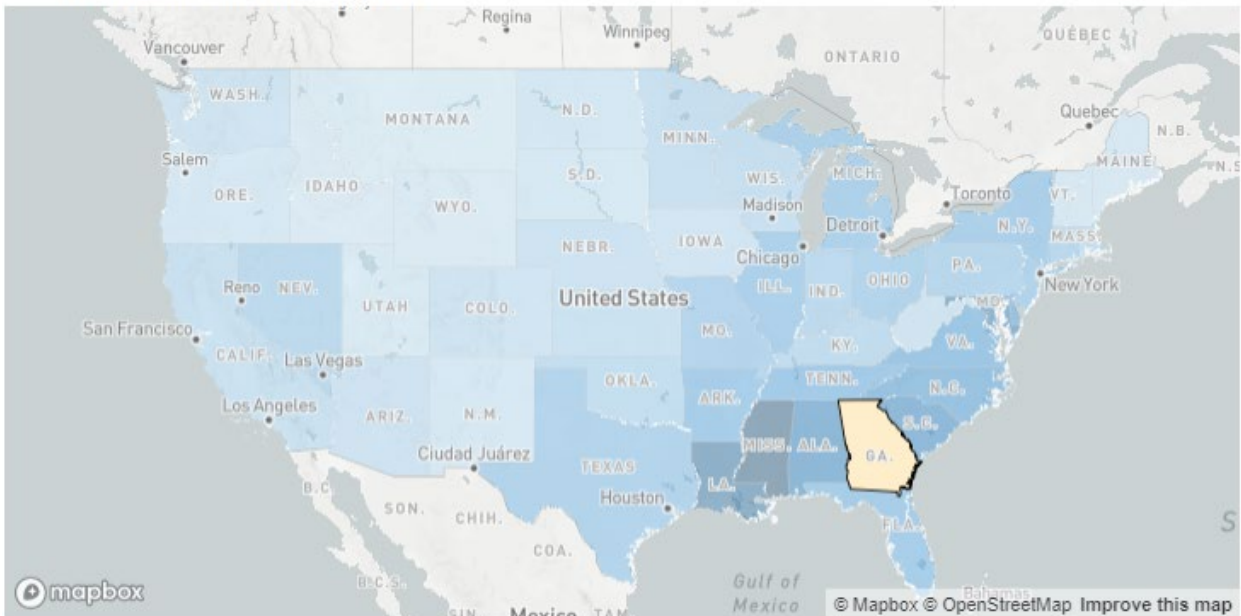 Regina
Winnipeg
QUÉBEC
Vancouver
ONTARIO
WASH.
N.D.
MONTANA
Quebec
MINN.
N.B.
Salem
MAINE
S.D.
WIS.
MICH.
IDAHO
ORE.
Toronto
VT.
WYO.
Madison
N.Y.
Detroit
MASS.
IOWA
NEBR.
Chicago
PA.
OHIO
ILL.
IND.
New York
Reno
NEV.
United States
MD.
UTAH
COLO.
San Francisco
MO.
VA.
KY.
CALIF.
Las Vegas
TENN.
OKLA.
N.C.
ARK.
Los Angeles
ARIZ.
N.M.
S.C.
MISS.
ALA.
GA.
Ciudad Juárez
TEXAS
LA.
B.C.
Houston
SON.
CHIH.
FLA.
COA.
S
B.C.S.
Gulf of
Mexico
Bahamas
mapbox
SIN.
Mexico
TAM
© Mapbox © OpenStreetMap Improve this map